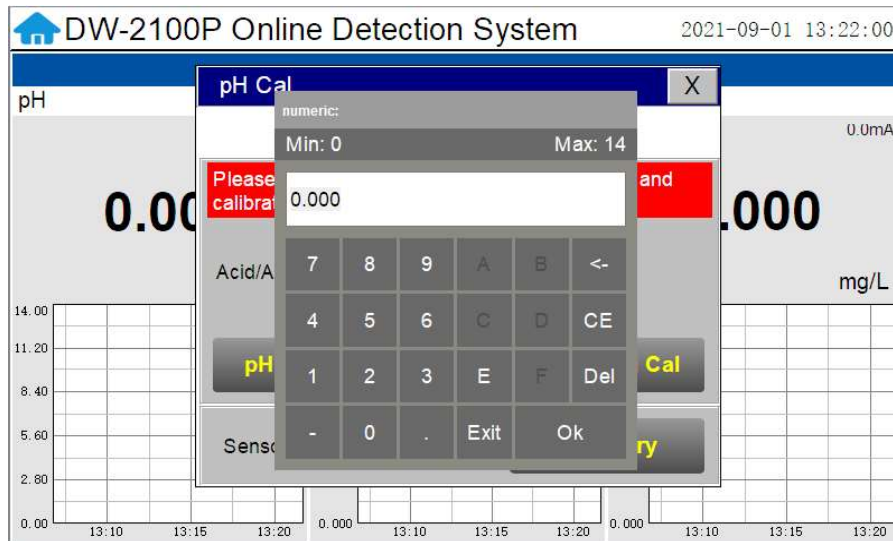 DW-2100P Online Detection System 2021-09-01 13:22:00
pH
pH Cal X
numeric:
Min: 0 Max: 14
0.0mA
Please and
calibrat
0.000
0.00 .000
7 8 9 A B <-
Acid/A
mg/L
4 5 6 C D CE
pH Cal
1 2 3 E F Del
- 0 . Exit Ok
Senso ry
14.00
11.20
8.40
5.60
2.80
0.00 0.000 0.000
13:10 13:15 13:20 13:10 13:15 13:20 13:10 13:15 13:20